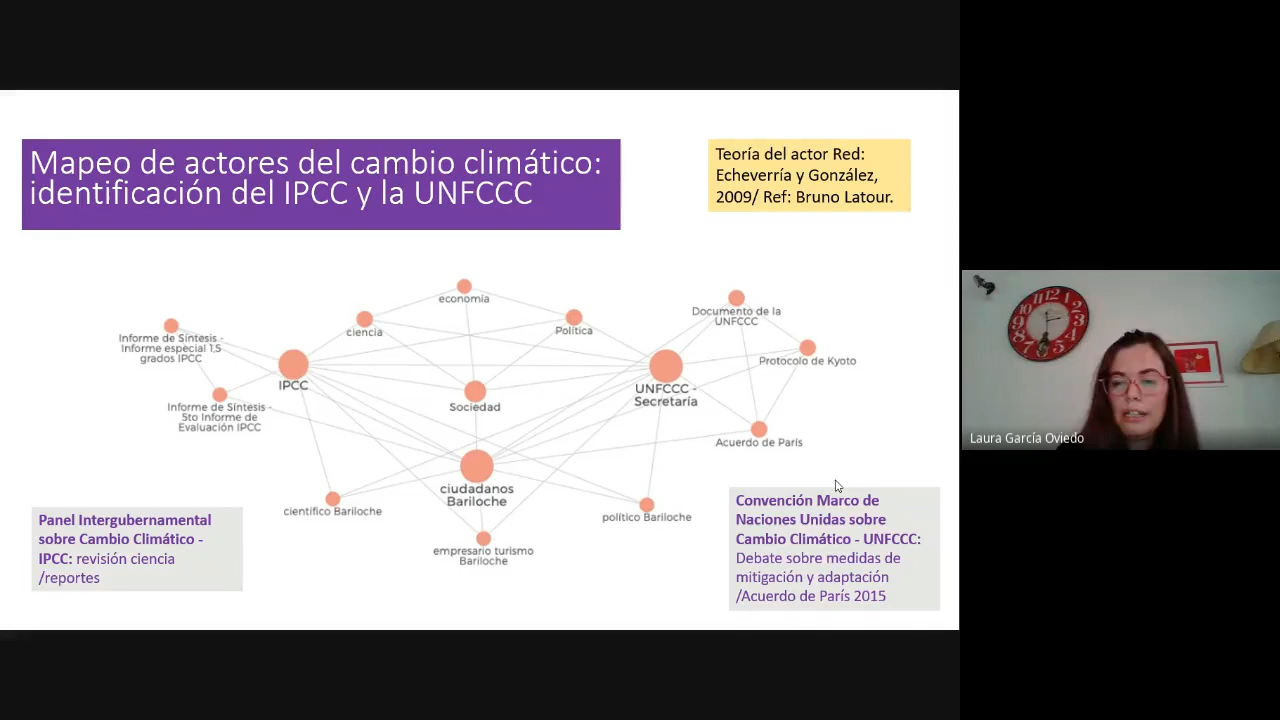 Mapeo de actores del cambio climático:
identificación del IPCC y la UNFCCC
Teoría del actor Red:
Echeverría y González,
2009/ Ref: Bruno Latour.
economía
ciencia
Política
Documento de la
UNFCCC
Informe de Síntesis -
Informe especial 1,5
grados IPCC
Protocolo de Kyoto
IPCC
UNFCCC -
Secretaría
Sociedad
Informe de Síntesis -
5to Informe de
Evaluación IPCC
Acuerdo de París
ciudadanos
Bariloche
científico Bariloche
político Bariloche
empresario turismo
Bariloche
Panel Intergubernamental
sobre Cambio Climático -
IPCC: revisión ciencia
/reportes
Convención Marco de
Naciones Unidas sobre
Cambio Climático - UNFCCC:
Debate sobre medidas de
mitigación y adaptación
/Acuerdo de París 2015
Laura García Oviedo